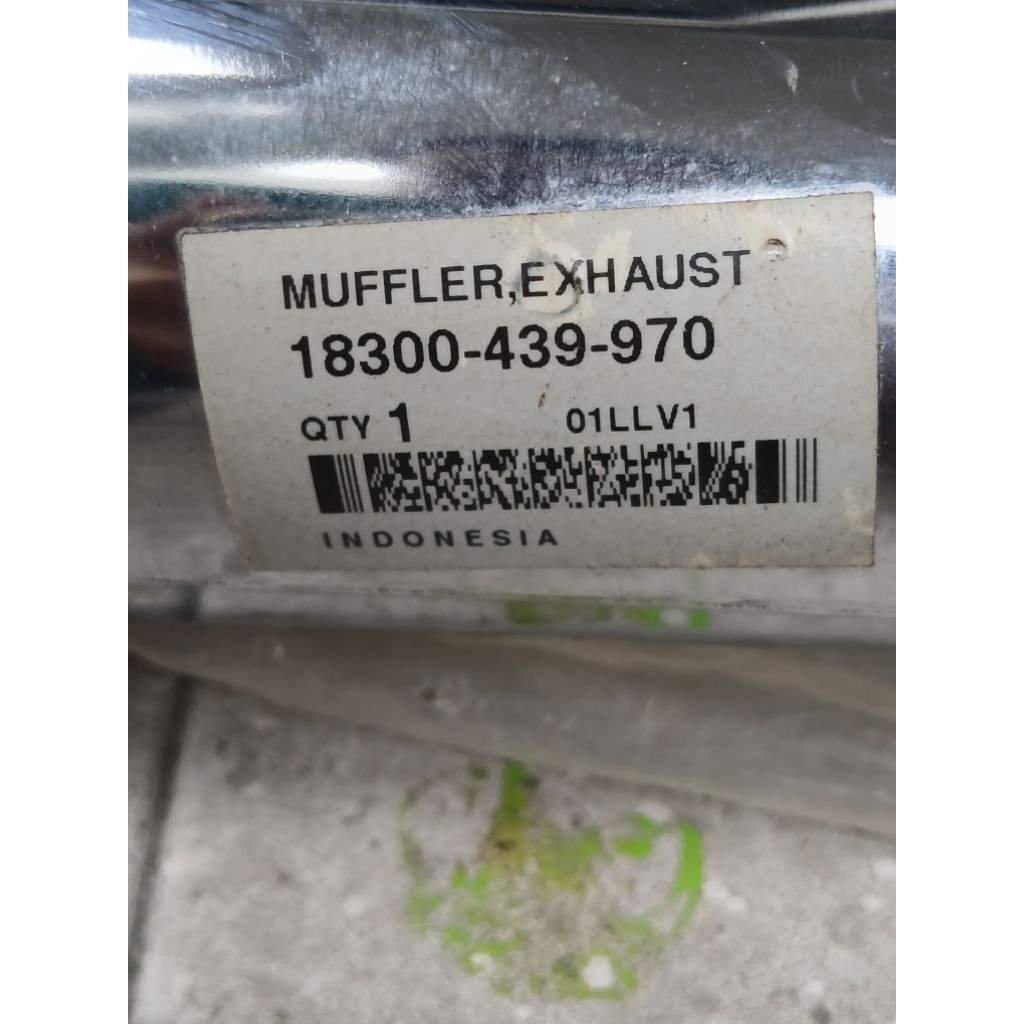 MUFFLER,EXHAUST
18300-439-970
QTY 1 01LLV1
INDONESIA